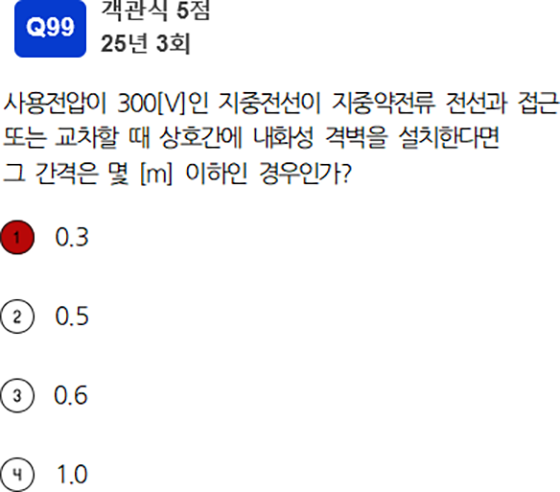 Q99
객관식 5점
25년 3회
사용전압이 300[V]인 지중전선이 지중약전류 전선과 접근
또는 교차할 때 상호간에 내화성 격벽을 설치한다면
그 간격은 몇 [m] 이하인 경우인가?
1 0.3
2 0.5
3 0.6
4 1.0